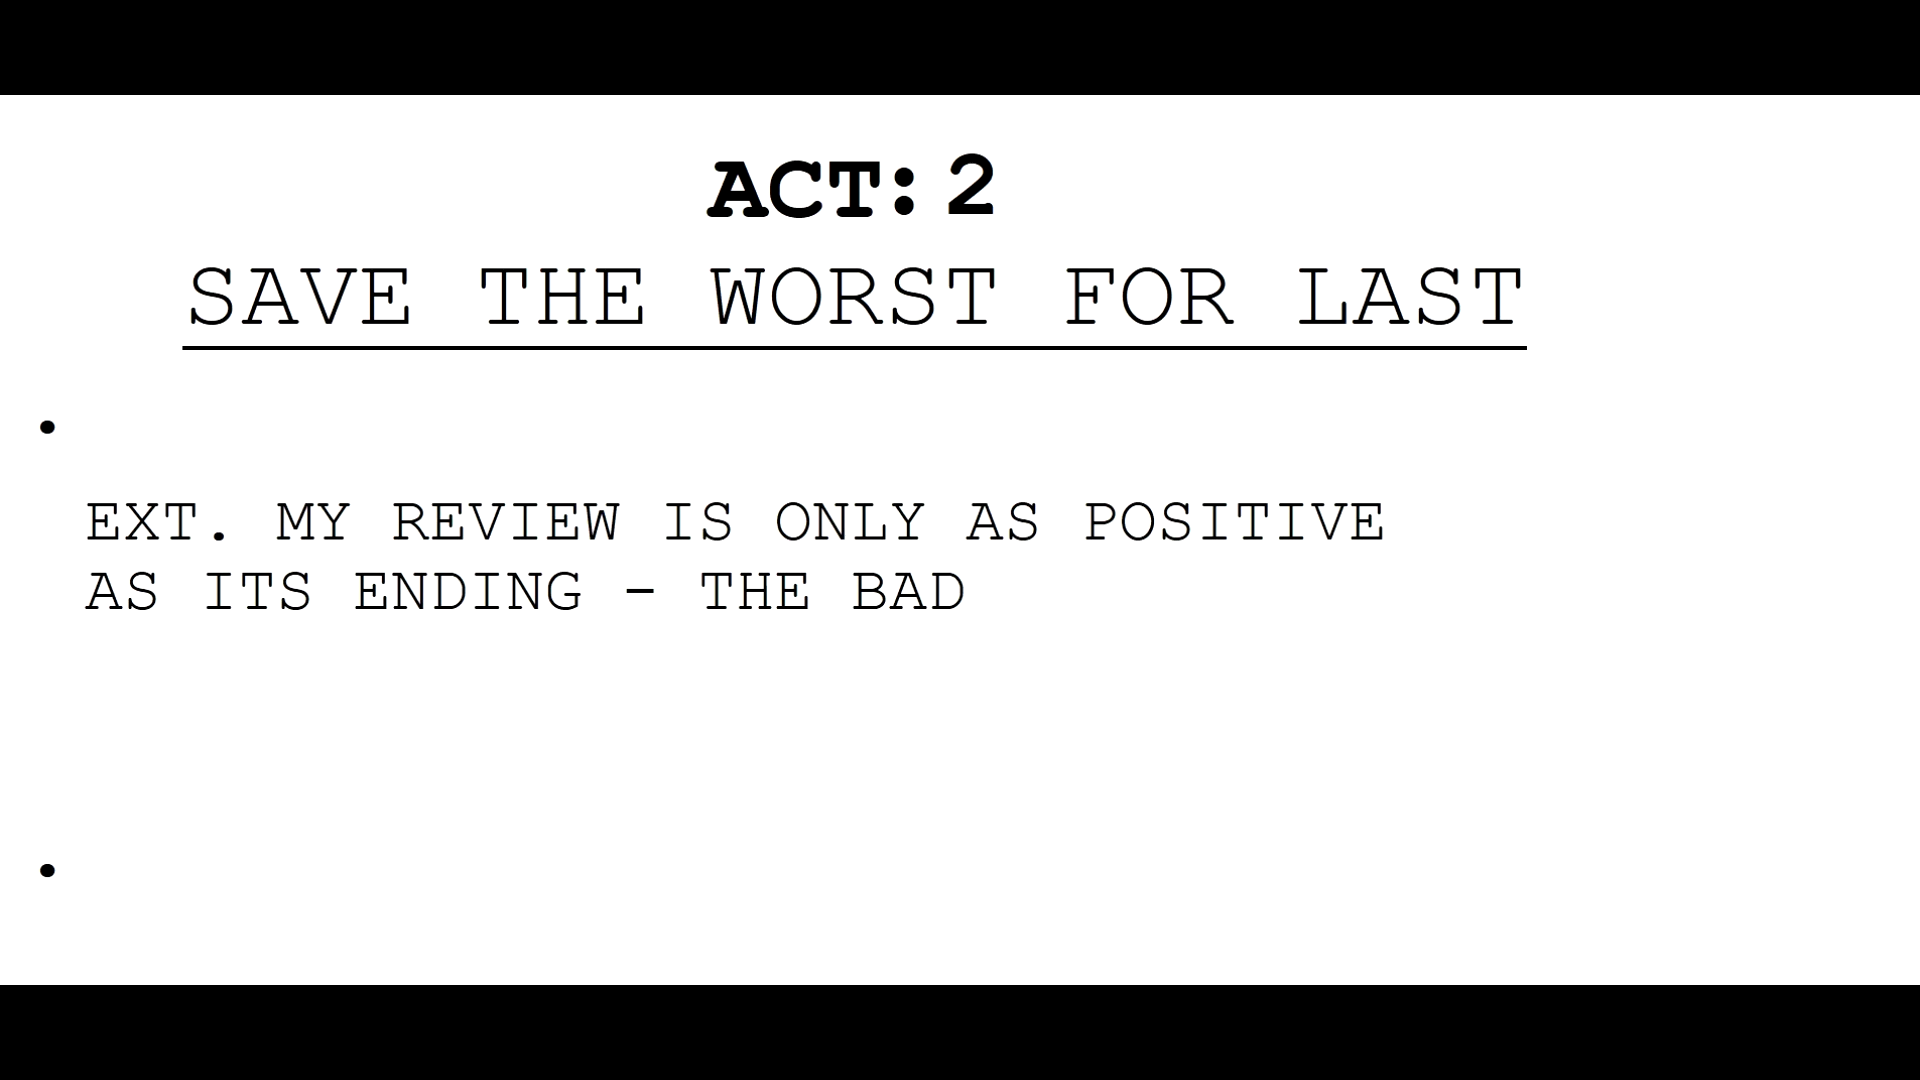 ACT: 2
SAVE THE WORST FOR LAST
EXT. MY REVIEW IS ONLY AS POSITIVE
AS ITS ENDING - THE BAD